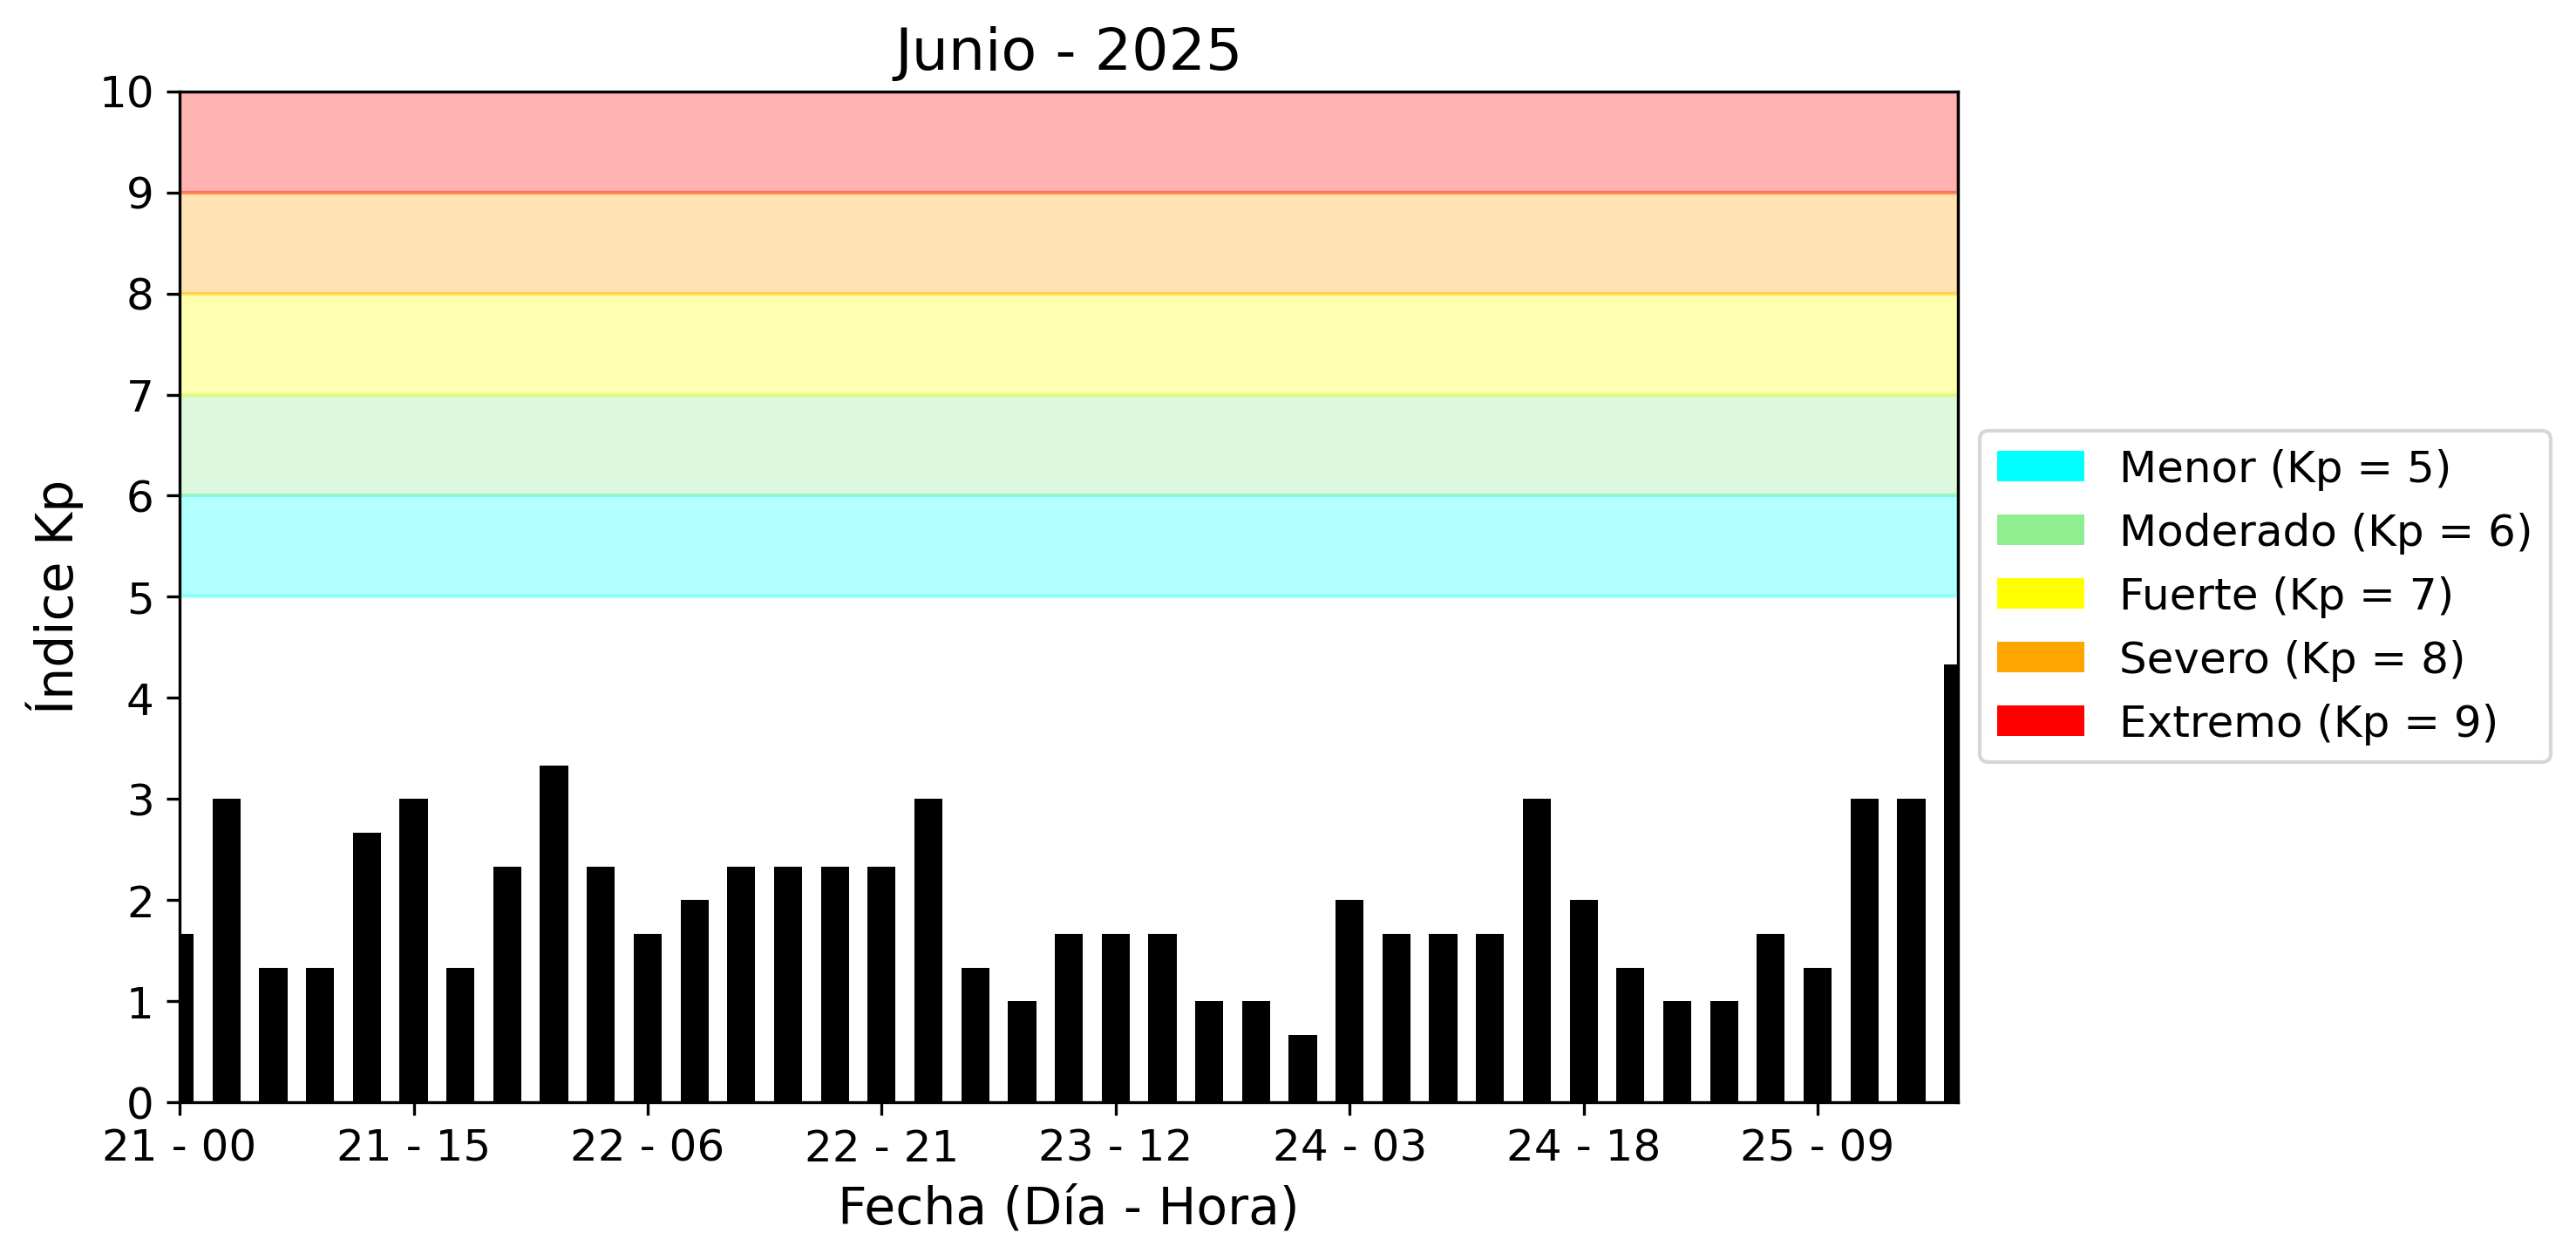 Junio - 2025
10
9
8
7
6
5
4
3
2
1
0
Índice Kp
21 - 00
21 - 15
22 - 06
22 - 21
23 - 12
24 - 03
24 - 18
25 - 09
Fecha (Día - Hora)
Menor (Kp = 5)
Moderado (Kp = 6)
Fuerte (Kp = 7)
Severo (Kp = 8)
Extremo (Kp = 9)